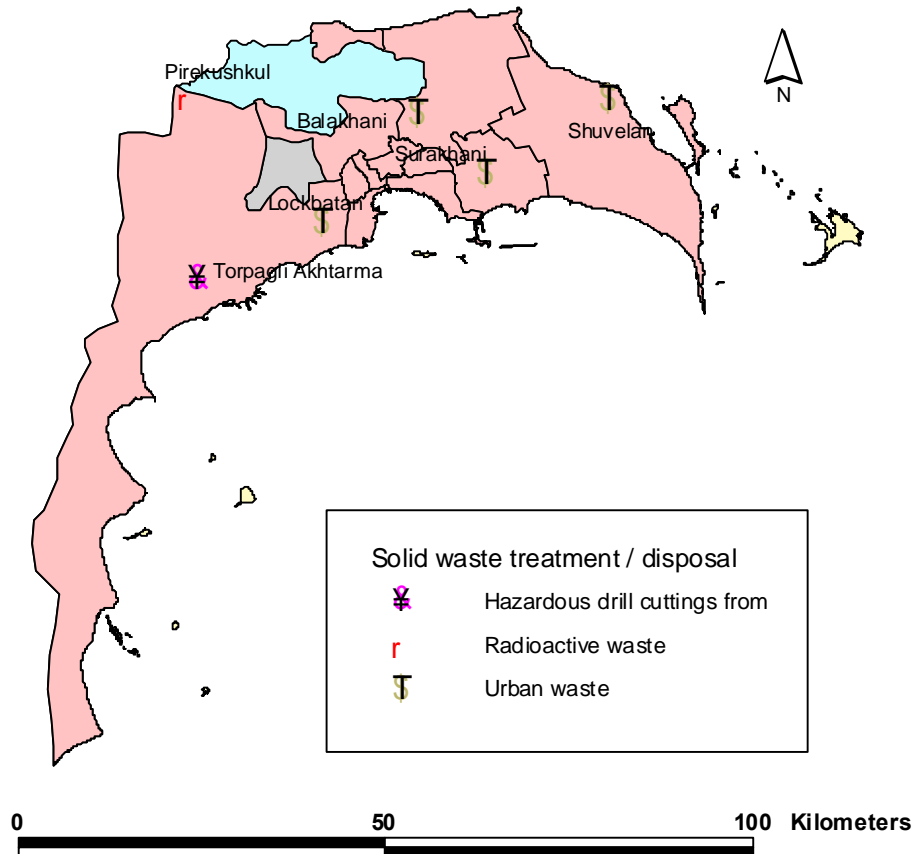 Pirekushkul
r
N
Balakhani
Shuvelan
Surakhani
Lockbatan
Torpagli Akhtarma
Solid waste treatment / disposal
Hazardous drill cuttings from
r Radioactive waste
Urban waste
0 50 100 Kilometers